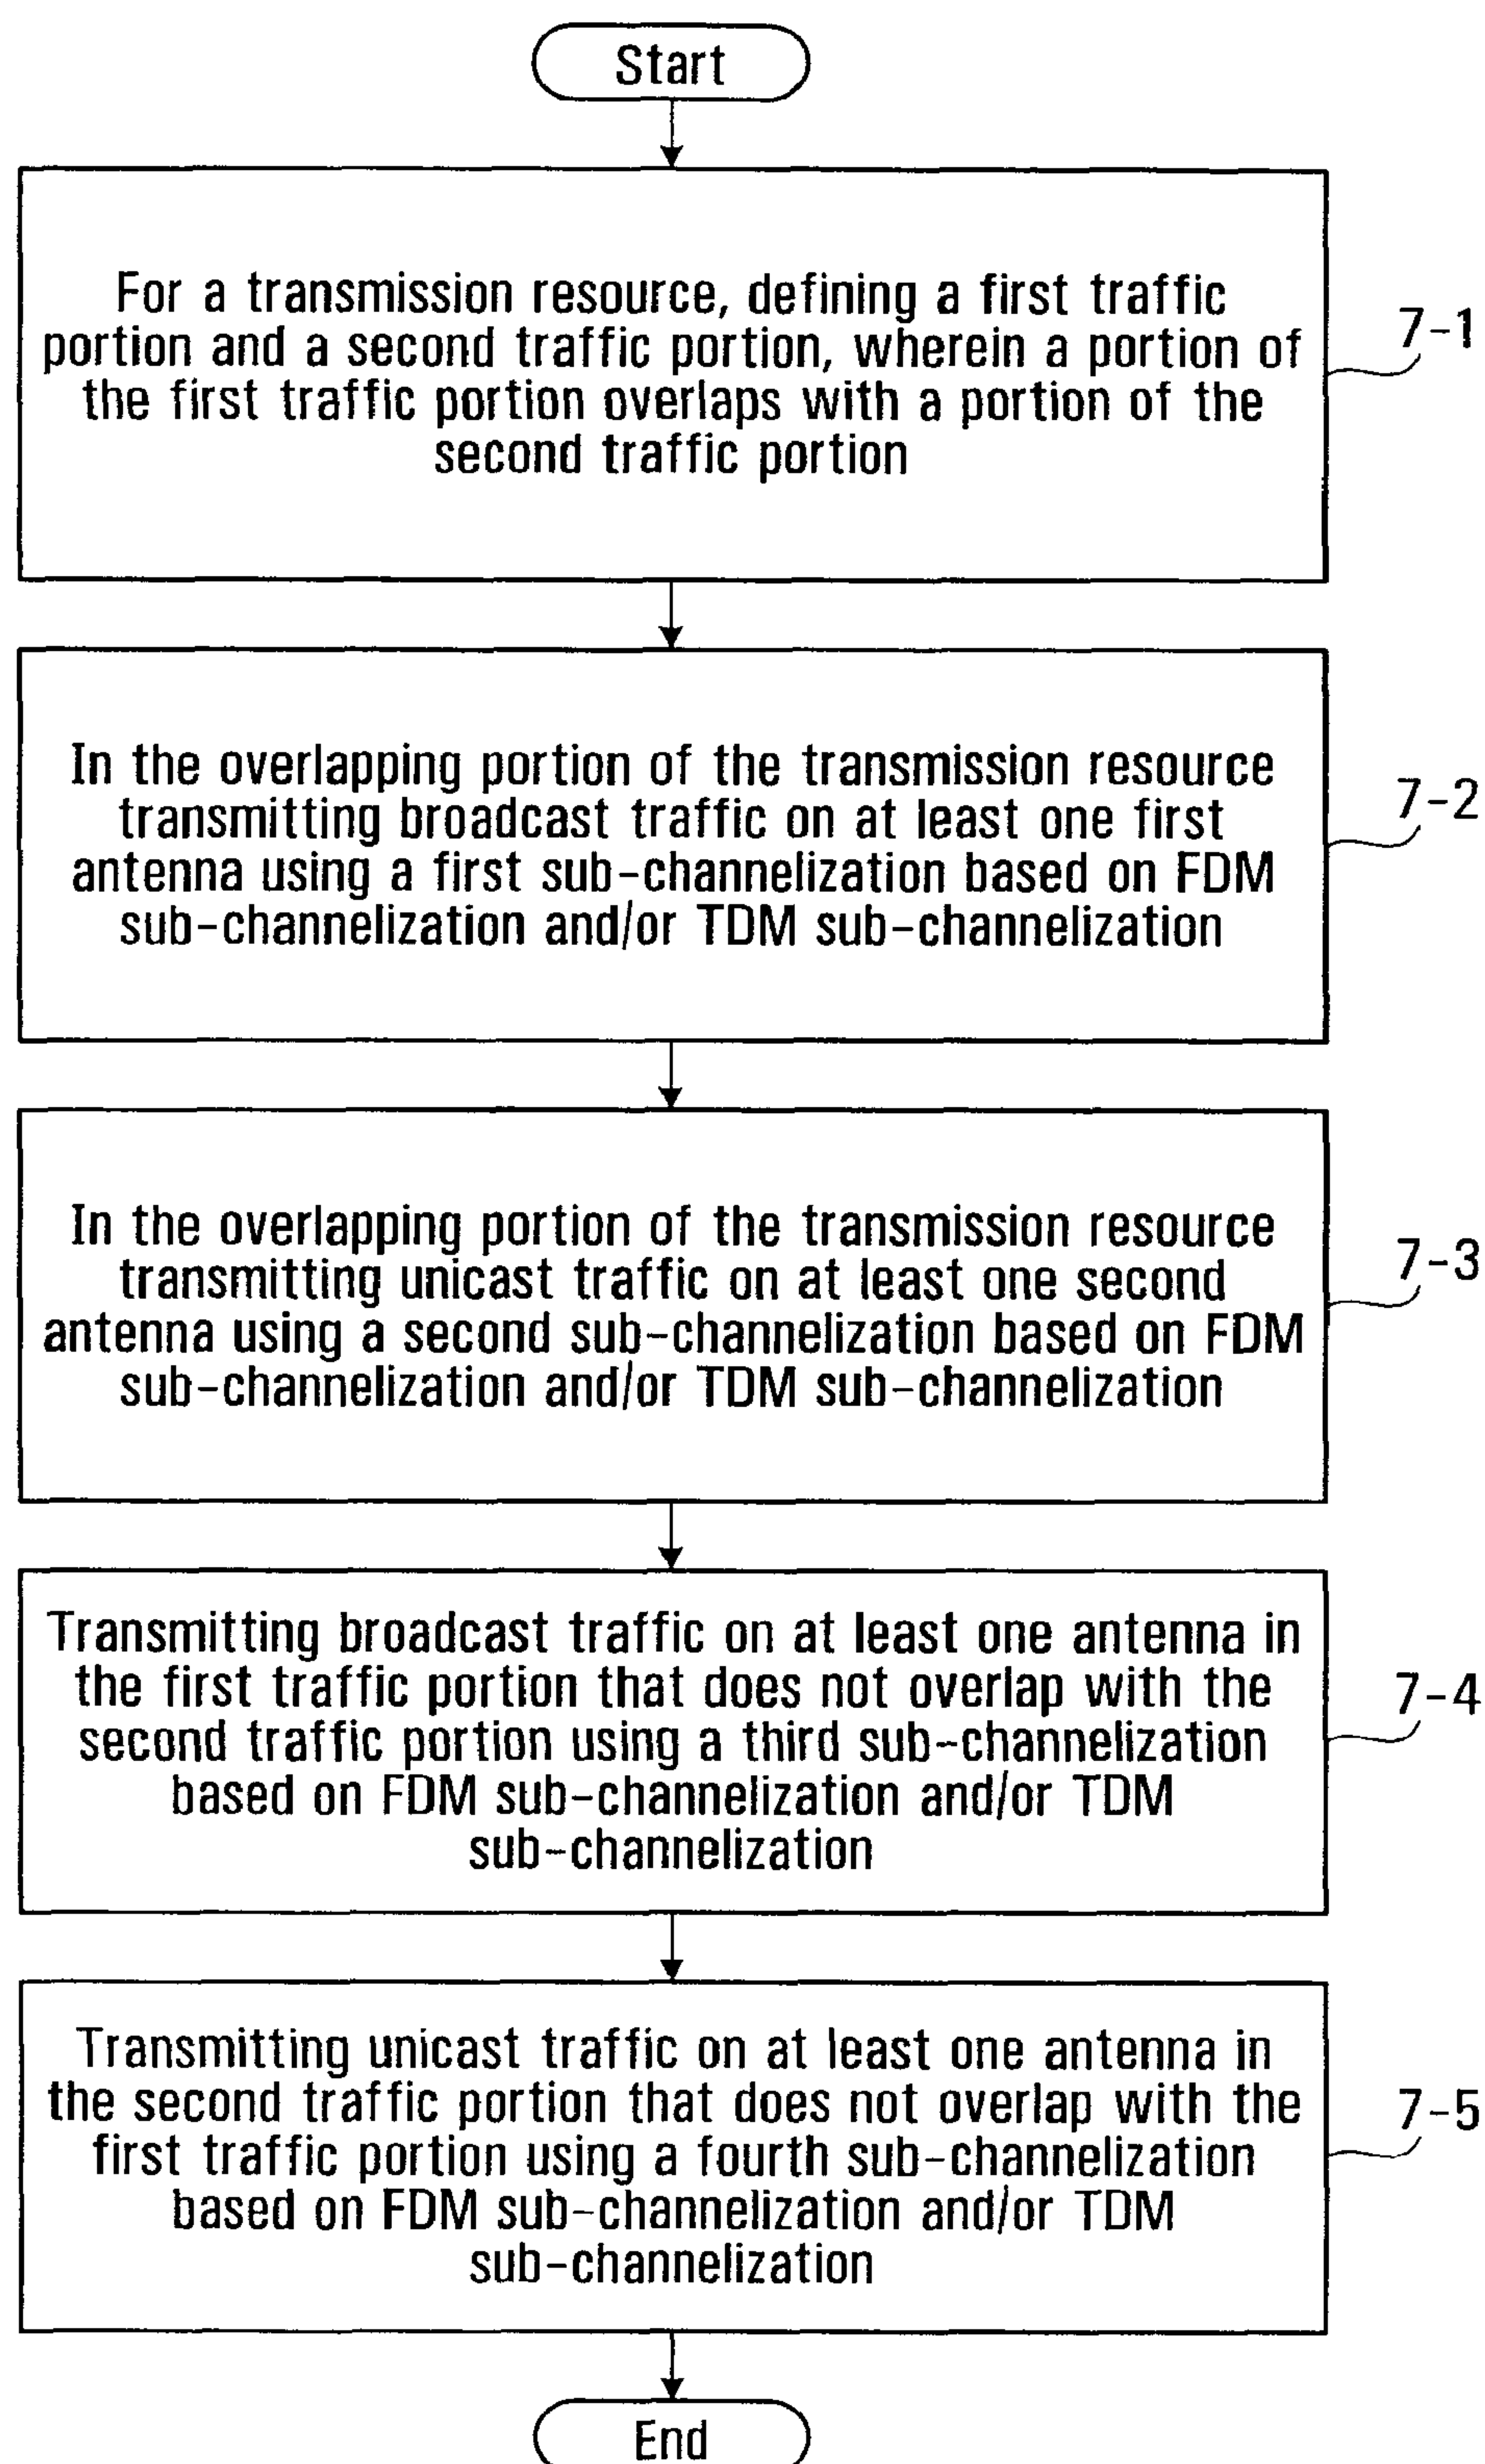 Start
For a transmission resource, defining a first traffic
portion and a second traffic portion, wherein a portion of
the first traffic portion overlaps with a portion of the
second traffic portion
7-1
In the overlapping portion of the transmission resource
transmitting broadcast traffic on at least one first
antenna using a first sub-channelization based on FDM
sub-channelization and/or TDM sub-channelization
7-2
In the overlapping portion of the transmission resource
transmitting unicast traffic on at least one second
antenna using a second sub-channelization based on FDM
sub-channelization and/or TDM sub-channelization
7-3
Transmitting broadcast traffic on at least one antenna in
the first traffic portion that does not overlap with the
second traffic portion using a third sub-channelization
based on FDM sub-channelization and/or TDM
sub-channelization
7-4
Transmitting unicast traffic on at least one antenna in
the second traffic portion that does not overlap with the
first traffic portion using a fourth sub-channelization
based on FDM sub-channelization and/or TDM
sub-channelization
7-5
End